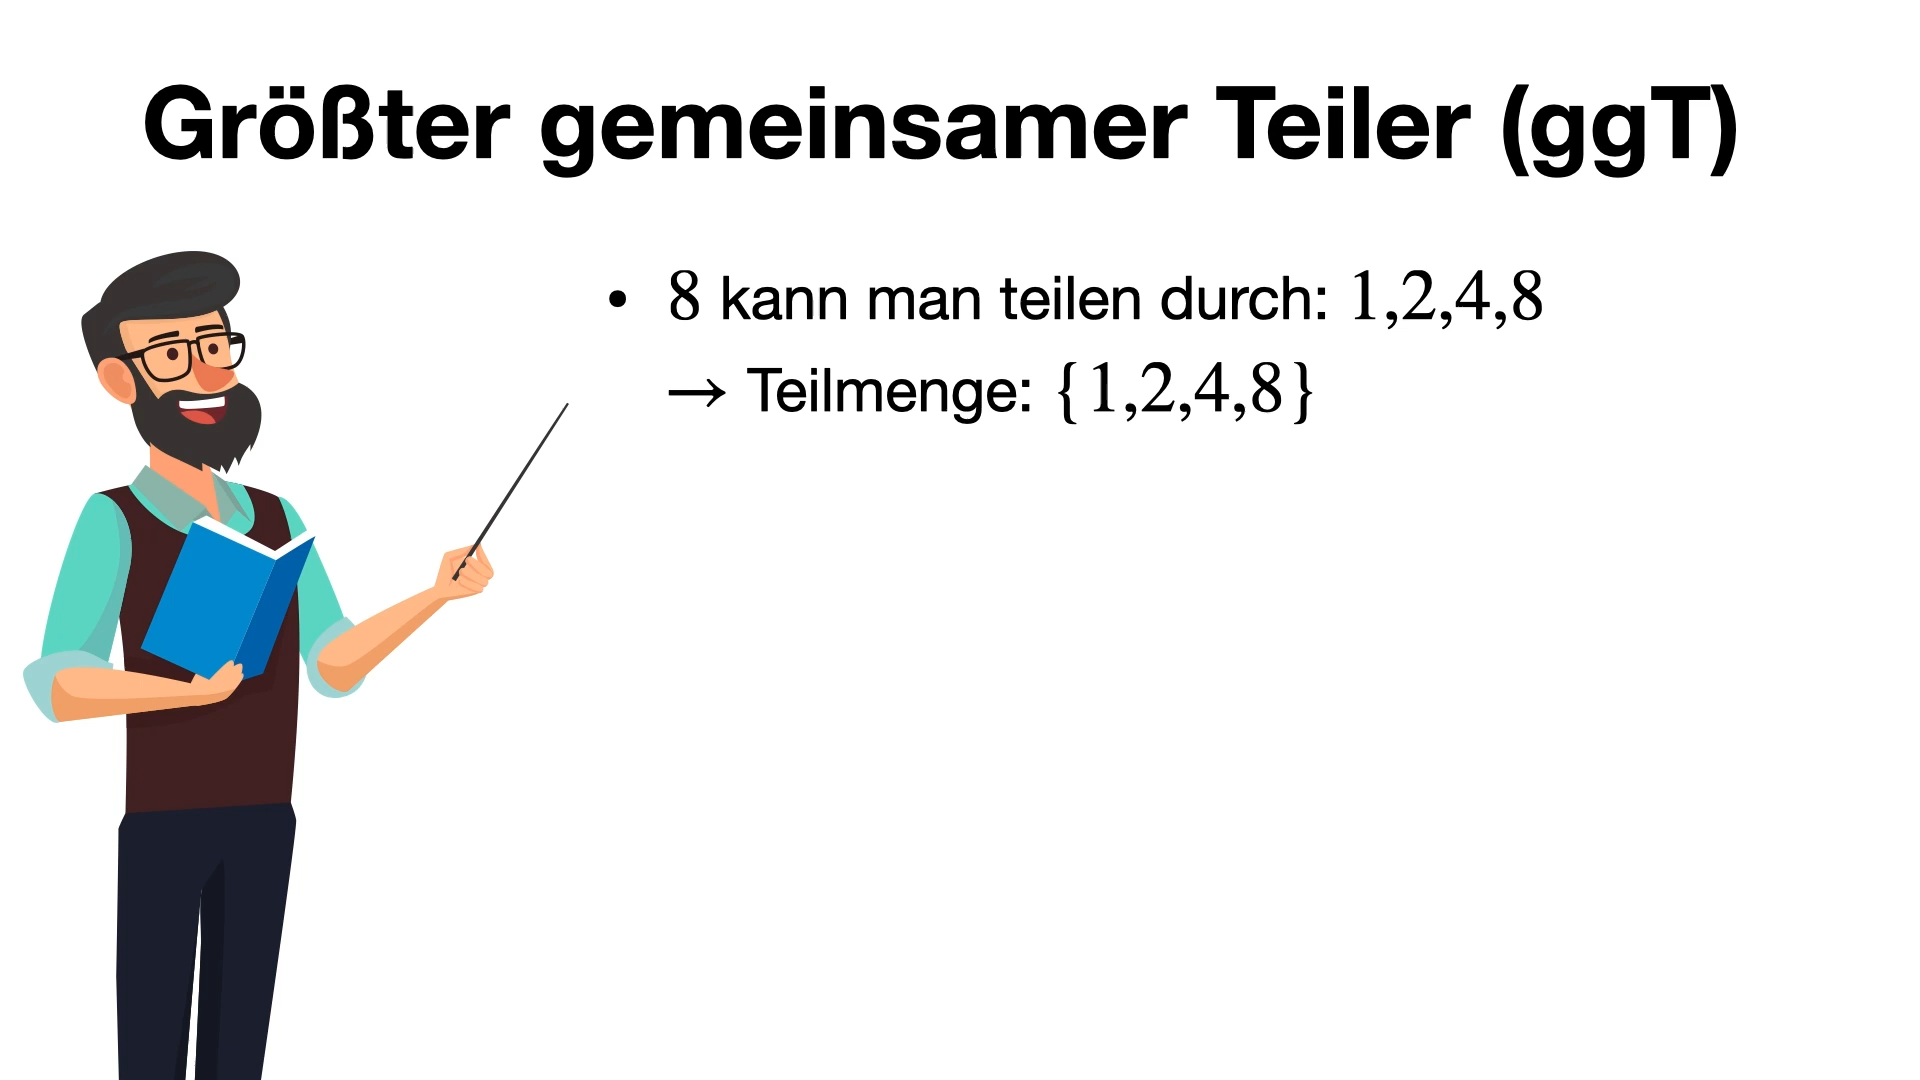 Größter gemeinsamer Teiler (ggT)
• 8 kann man teilen durch: 1,2,4,8
→ Teilmenge: {1,2,4,8}